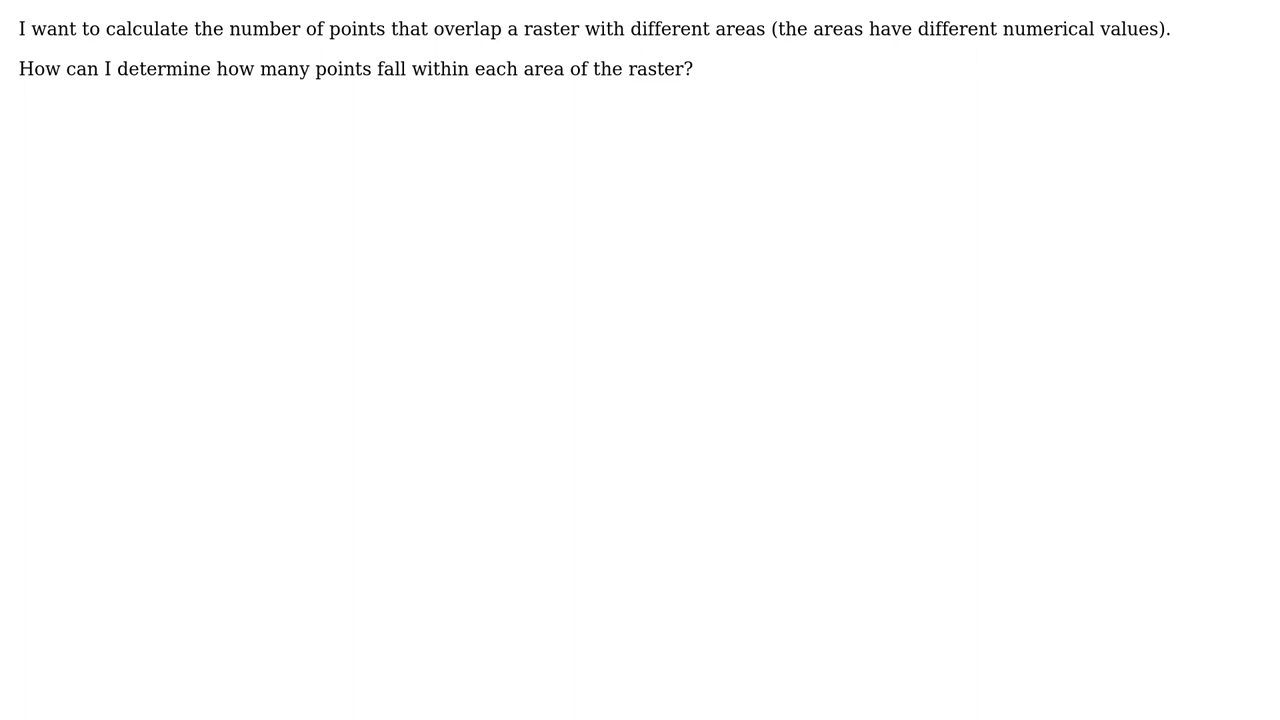 I want to calculate the number of points that overlap a raster with different areas (the areas have different numerical values).
How can I determine how many points fall within each area of the raster?